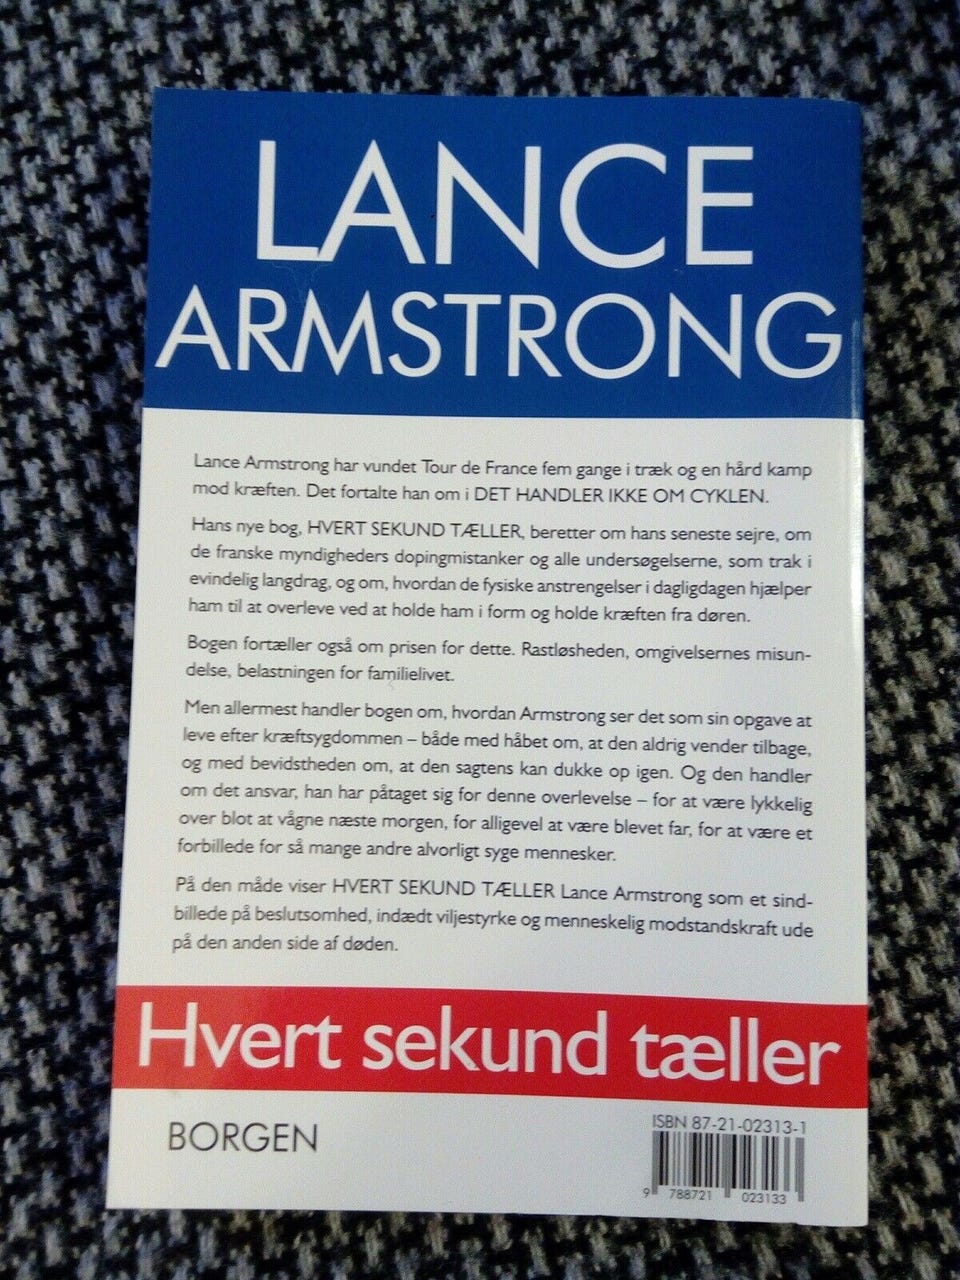 LANCE
ARMSTRONG
Lance Armstrong har vundet Tour de France fem gange i træk og en hård kamp
mod kræften. Det fortalte han om i DET HANDLER IKKE OM CYKLEN.
Hans nye bog, HVERT SEKUND TÆLLER, beretter om hans seneste sejre, om
de franske myndigheders dopingmistanker og alle undersøgelserne, som trak i
evindelig langdrag, og om, hvordan de fysiske anstrengelser i dagligdagen hjælper
ham til at overleve ved at holde ham i form og holde kræften fra døren.
Bogen fortæller også om prisen for dette. Rastløsheden, omgivelsernes misun-
delse, belastningen for familielivet.
Men allermest handler bogen om, hvordan Armstrong ser det som sin opgave at
leve efter kræftsygdommen – både med håbet om, at den aldrig vender tilbage,
og med bevidstheden om, at den sagtens kan dukke op igen. Og den handler
om det ansvar, han har påtaget sig for denne overlevelse – for at være lykkelig
over blot at vågne næste morgen, for alligevel at være blevet far, for at være et
forbillede for så mange andre alvorligt syge mennesker.
På den måde viser HVERT SEKUND TÆLLER Lance Armstrong som et sind-
billede på beslutsomhed, indædt viljestyrke og menneskelig modstandskraft ude
på den anden side af døden.
Hvert sekund tæller
BORGEN
ISBN 87-21-02313-1
9 788721 023133